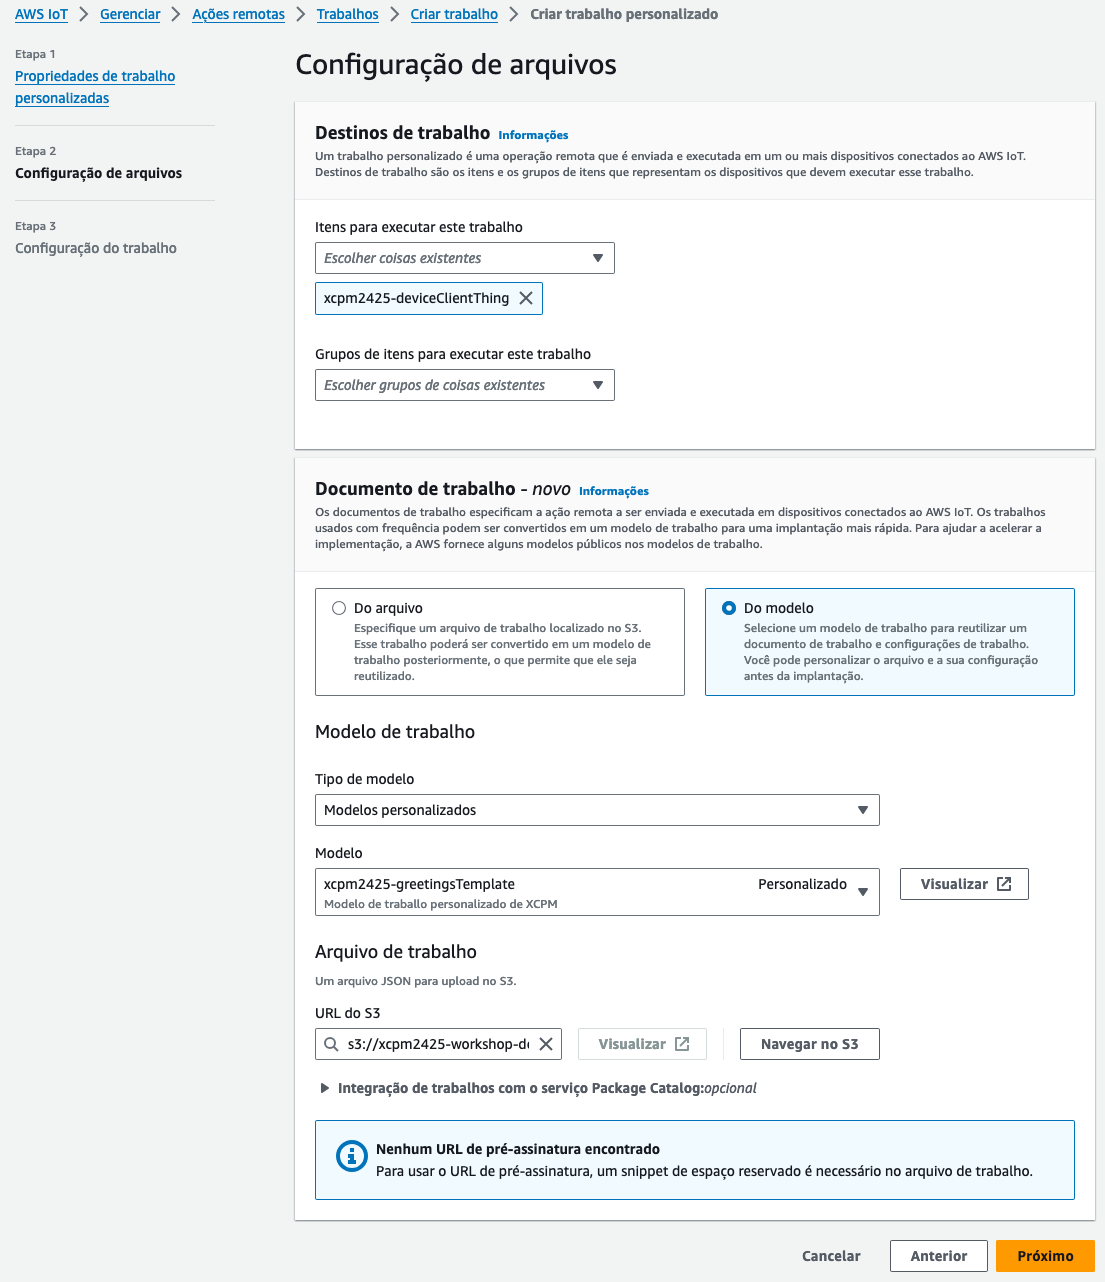 AWS IoT > Gerenciar > Ações remotas > Trabalhos > Criar trabalho > Criar trabalho personalizado
Etapa 1
Propriedades de trabalho
personalizadas
Etapa 2
Configuração de arquivos
Etapa 3
Configuração do trabalho
Configuração de arquivos
Destinos de trabalho Informações
Um trabalho personalizado é uma operação remota que é enviada e executada em um ou mais dispositivos conectados ao AWS IoT.
Destinos de trabalho são os itens e os grupos de itens que representam os dispositivos que devem executar esse trabalho.
Itens para executar este trabalho
Escolher coisas existentes
xcpm2425-deviceClientThing
Grupos de itens para executar este trabalho
Escolher grupos de coisas existentes
Documento de trabalho - novo Informações
Os documentos de trabalho especificam a ação remota a ser enviada e executada em dispositivos conectados ao AWS IoT. Os trabalhos
usados com frequência podem ser convertidos em um modelo de trabalho para uma implantação mais rápida. Para ajudar a acelerar a
implementação, a AWS fornece alguns modelos públicos nos modelos de trabalho.
Do arquivo
Especifique um arquivo de trabalho localizado no S3.
Esse trabalho poderá ser convertido em um modelo de
trabalho posteriormente, o que permite que ele seja
reutilizado.
Do modelo
Selecione um modelo de trabalho para reutilizar um
documento de trabalho e configurações de trabalho.
Você pode personalizar o arquivo e a sua configuração
antes da implantação.
Modelo de trabalho
Tipo de modelo
Modelos personalizados
Modelo
xcpm2425-greetingsTemplate Personalizado
Modelo de traballo personalizado de XCPM
Visualizar
Arquivo de trabalho
Um arquivo JSON para upload no S3.
URL do S3
s3://xcpm2425-workshop-de
Visualizar
Navegar no S3
Integração de trabalhos com o serviço Package Catalog:opcional
Nenhum URL de pré-assinatura encontrado
Para usar o URL de pré-assinatura, um snippet de espaço reservado é necessário no arquivo de trabalho.
Cancelar Anterior Próximo